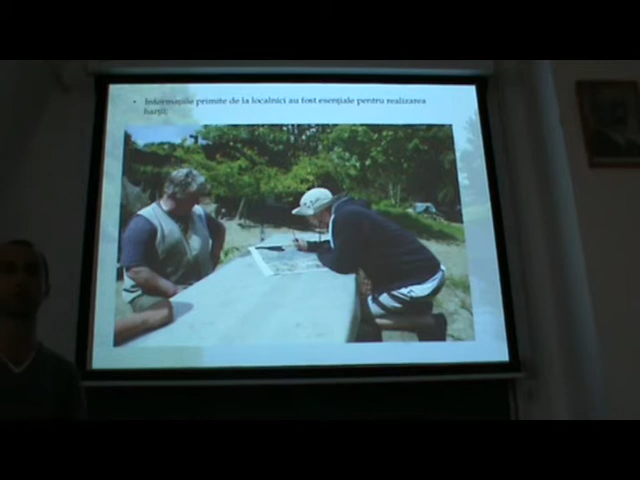 • Informațiile primite de la localnici au fost esențiale pentru realizarea
hărții;